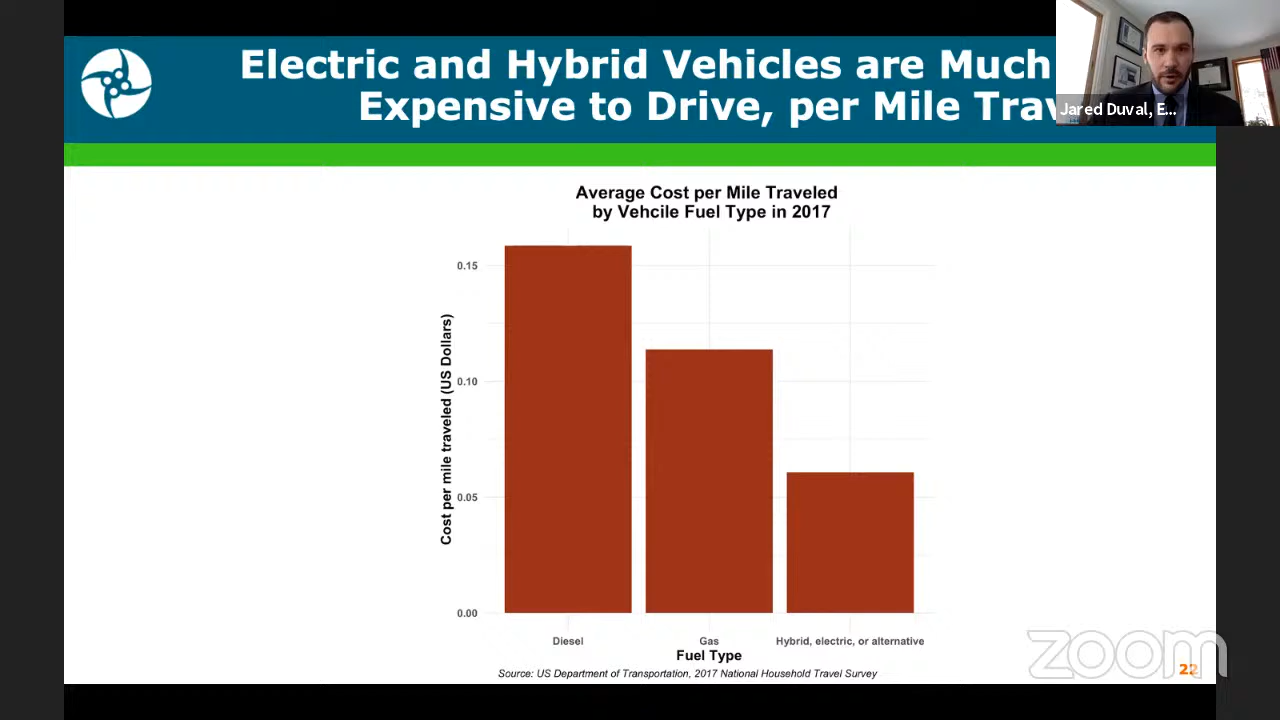 Electric and Hybrid Vehicles are Much
Expensive to Drive, per Mile Trav
Jared Duval, E...
Average Cost per Mile Traveled
by Vehcile Fuel Type in 2017
Cost per mile traveled (US Dollars)
0.15
0.10
0.05
0.00
Diesel Gas Hybrid, electric, or alternative
Fuel Type
Source: US Department of Transportation, 2017 National Household Travel Survey
zoom
22